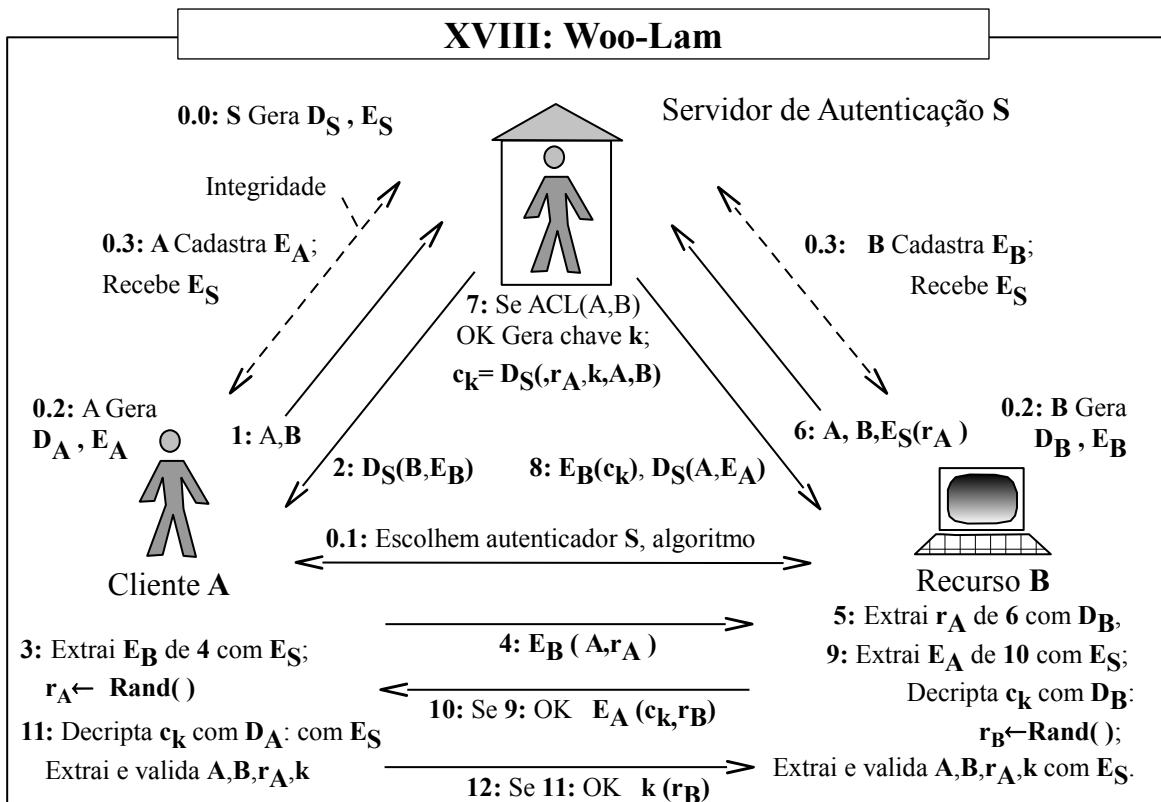 XVIII: Woo-Lam
0.0: S Gera DS , ES
Servidor de Autenticação S
Integridade
0.3: A Cadastra EA;
Recebe ES
0.3: B Cadastra EB;
Recebe ES
7: Se ACL(A,B)
OK Gera chave k;
ck= DS(,rA,k,A,B)
0.2: A Gera
DA , EA
1: A,B
6: A, B,ES(rA )
0.2: B Gera
DB , EB
2: DS(B,EB)
8: EB(ck), DS(A,EA)
0.1: Escolhem autenticador S, algoritmo
Cliente A
Recurso B
3: Extrai EB de 4 com ES;
rA← Rand( )
4: EB ( A,rA )
5: Extrai rA de 6 com DB,
9: Extrai EA de 10 com ES;
Decripta ck com DB:
rB←Rand( );
Extrai e valida A,B,rA,k com ES.
10: Se 9: OK EA (ck,rB)
11: Decripta ck com DA: com ES
Extrai e valida A,B,rA,k
12: Se 11: OK k (rB)